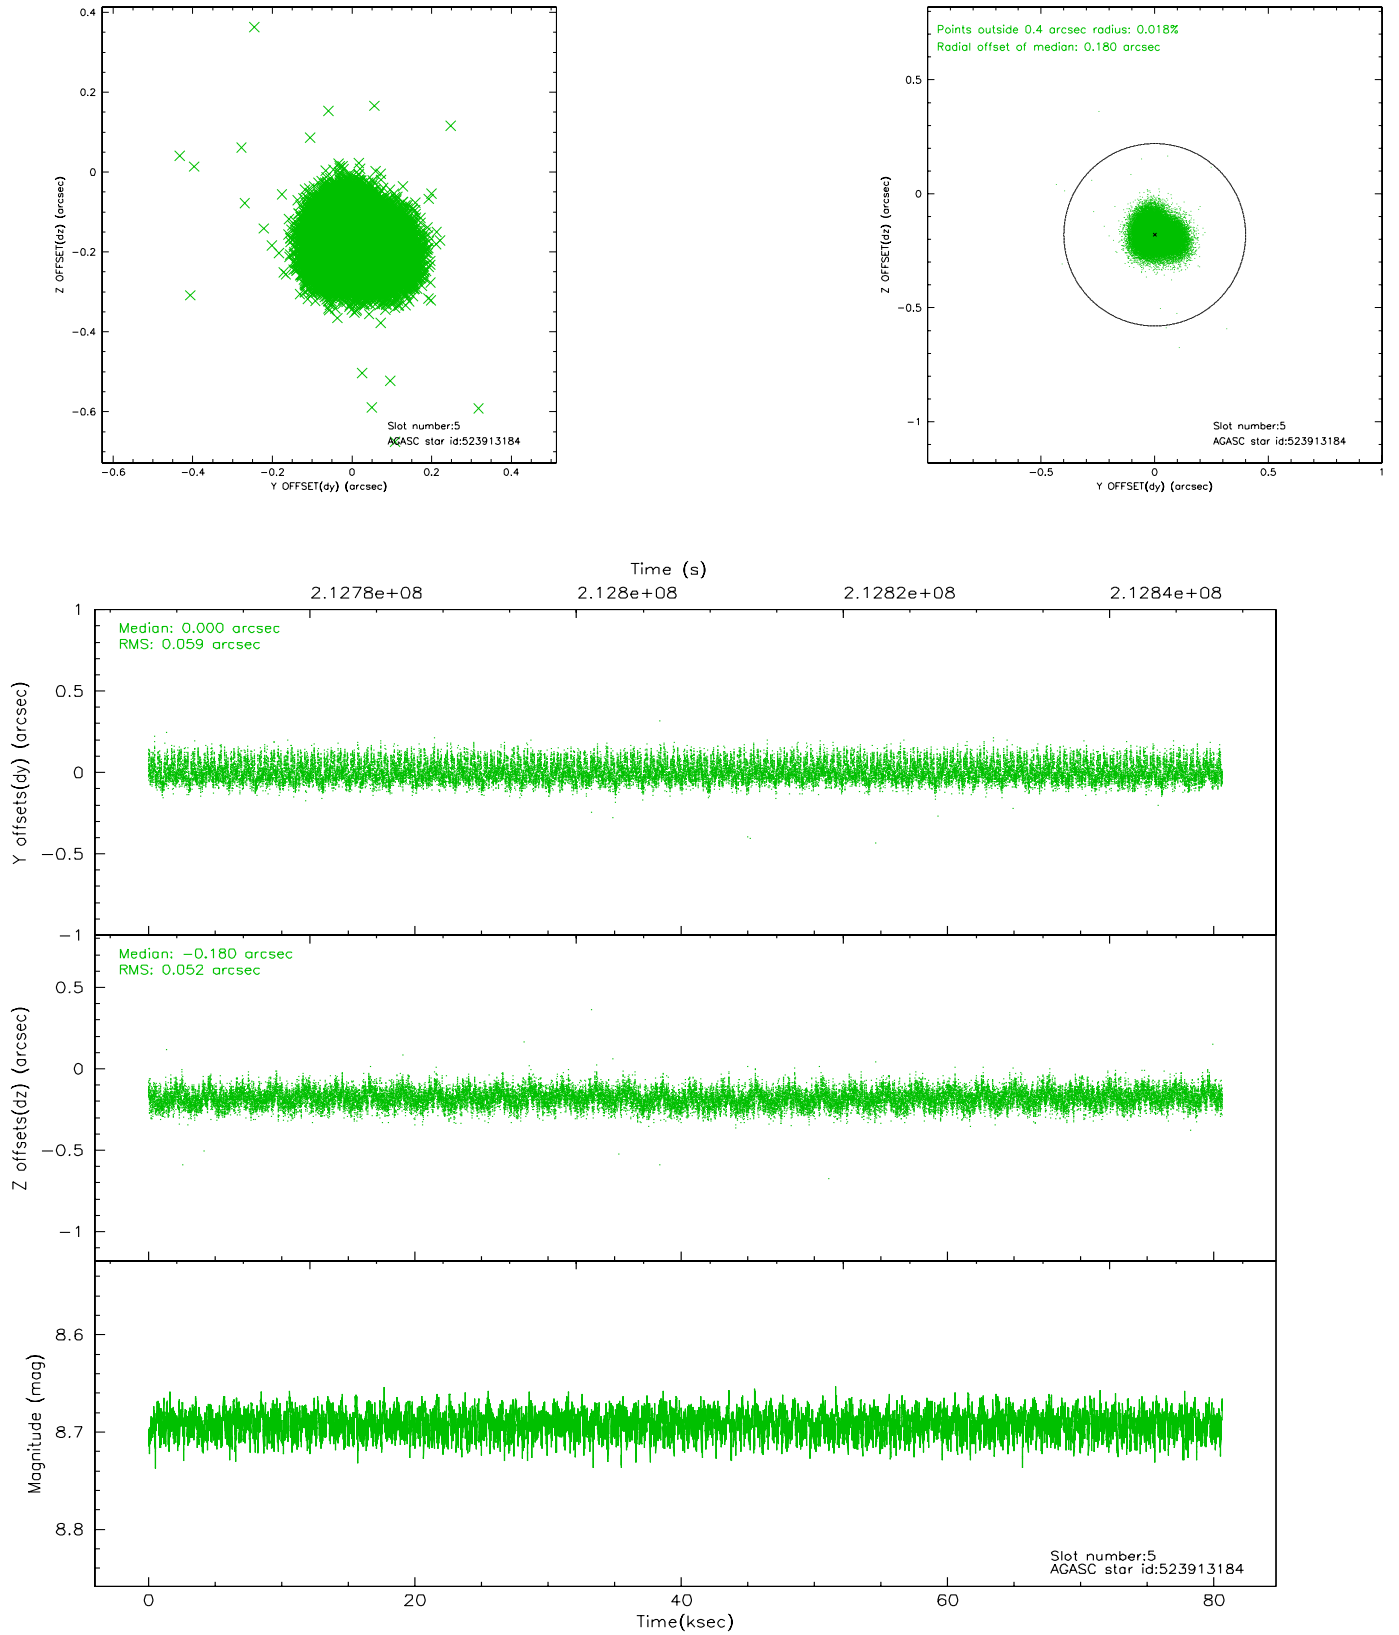 0.4
0.2
0
−0.2
−0.4
−0.6
Z OFFSET(dz) (arcsec)
Slot number:5
AGASC star id:523913184
−0.6 −0.4 −0.2 0 0.2 0.4
Y OFFSET(dy) (arcsec)
Points outside 0.4 arcsec radius: 0.018%
Radial offset of median: 0.180 arcsec
0.5
0
−0.5
−1
Z OFFSET(dz) (arcsec)
Slot number:5
AGASC star id:523913184
−0.5 0 0.5 1
Y OFFSET(dy) (arcsec)
Time (s)
2.1278e+08 2.128e+08 2.1282e+08 2.1284e+08
Median: 0.000 arcsec
RMS: 0.059 arcsec
1
0.5
0
−0.5
−1
Y offsets(dy) (arcsec)
Median: −0.180 arcsec
RMS: 0.052 arcsec
0.5
0
−0.5
−1
Z offsets(dz) (arcsec)
8.6
8.7
8.8
Magnitude (mag)
Slot number:5
AGASC star id:523913184
0 20 40 60 80
Time(ksec)